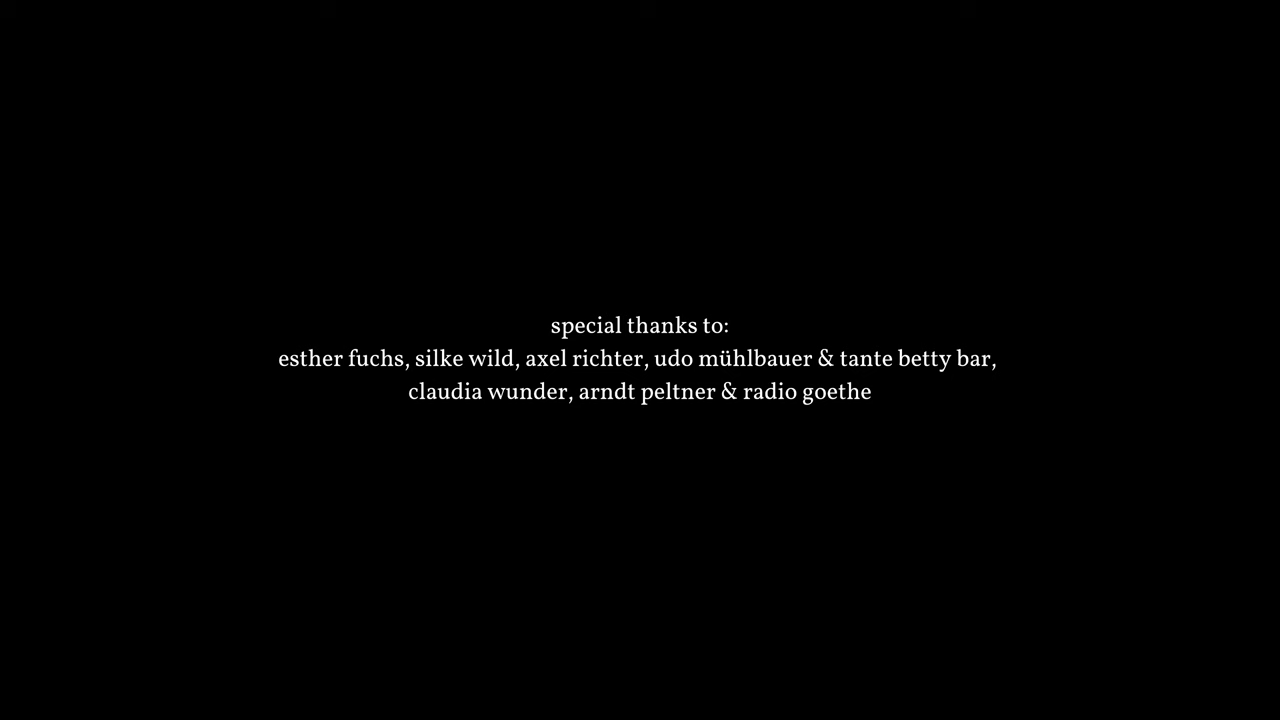 special thanks to:
esther fuchs, silke wild, axel richter, udo mühlbauer & tante betty bar,
claudia wunder, arndt peltner & radio goethe